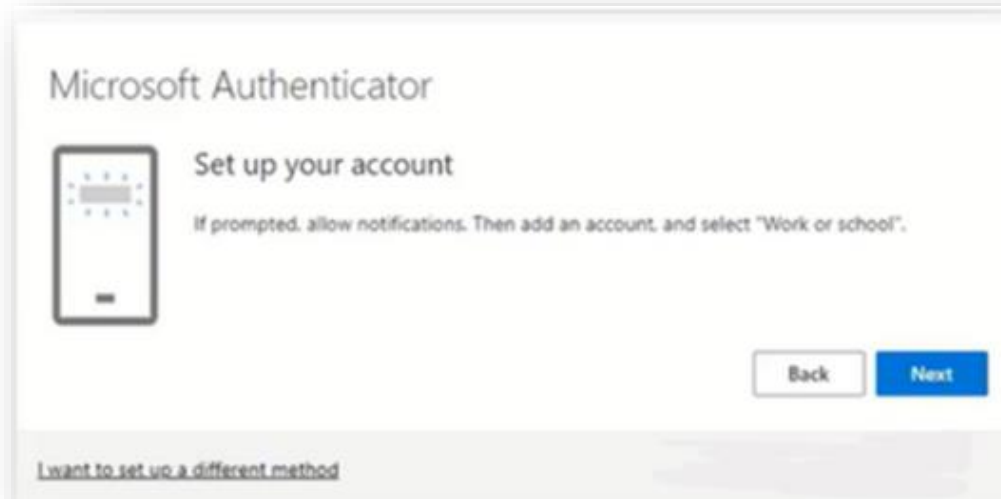 Microsoft Authenticator
Set up your account
If prompted, allow notifications. Then add an account, and select "Work or school".
Back
Next
I want to set up a different method